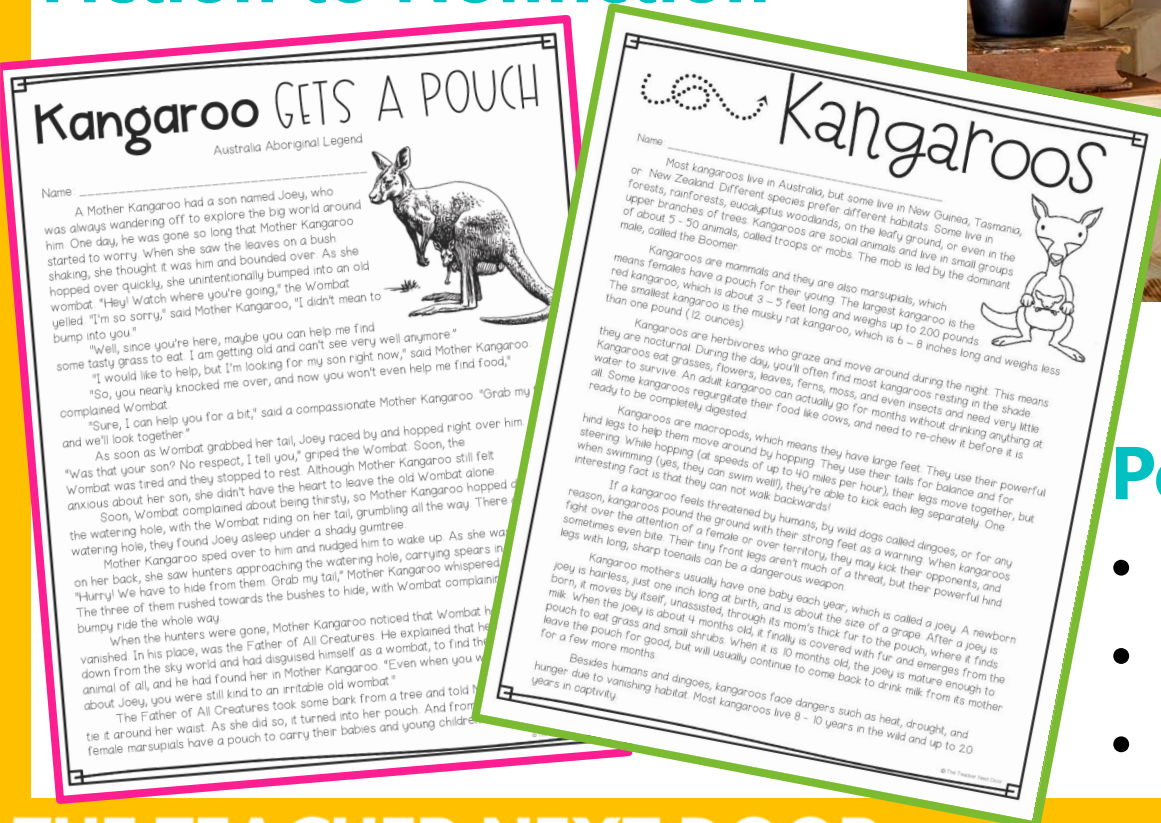 Kangaroo GETS A POUCH
Australia Aboriginal Legend
Name
A Mother Kangaroo had a son named Joey, who
was always wandering off to explore the big world around
him. One day, he was gone so long that Mother Kangaroo
started to worry. When she saw the leaves on a bush
shaking, she thought it was him and bounded over. As she
hopped over quickly, she unintentionally bumped into an old
wombat. "Hey! Watch where you're going," the Wombat
yelled. "I'm so sorry," said Mother Kangaroo, "I didn't mean to
bump into you."
"Well, since you're here, maybe you can help me find
some tasty grass to eat. I am getting old and can't see very well anymore."
"I would like to help, but I'm looking for my son right now," said Mother Kangaroo
"So, you nearly knocked me over, and now you won't even help me find food,"
complained Wombat.
"Sure, I can help you for a bit," said a compassionate Mother Kangaroo. "Grab my
and we'll look together."
As soon as Wombat grabbed her tail, Joey raced by and hopped right over him.
"Was that your son? No respect, I tell you," griped the Wombat. Soon, the
Wombat was tired and they stopped to rest. Although Mother Kangaroo still felt
anxious about her son, she didn't have the heart to leave the old Wombat alone.
Soon, Wombat complained about being thirsty, so Mother Kangaroo hopped
the watering hole, with the Wombat riding on her tail, grumbling all the way. There
watering hole, they found Joey asleep under a shady gumtree.
Mother Kangaroo sped over to him and nudged him to wake up. As she
on her back, she saw hunters approaching the watering hole, carrying spears in
"Hurry! We have to hide from them. Grab my tail," Mother Kangaroo whispered
The three of them rushed towards the bushes to hide, with Wombat
bumpy ride the whole way.
When the hunters were gone, Mother Kangaroo noticed that Wombat
vanished. In his place, was the Father of All Creatures. He explained that he
down from the sky world and had disguised himself as a wombat, to find the
animal of all, and he had found her in Mother Kangaroo. "Even when you
about Joey, you were still kind to an irritable old wombat."
The Father of All Creatures took some bark from a tree and told
tie it around her waist. As she did so, it turned into her pouch. And from
female marsupials have a pouch to carry their babies and young
Kangaroos
Name
Most kangaroos live in Australia, but some live in New Guinea, Tasmania,
or New Zealand. Different species prefer different habitats. Some live in
forests, rainforests, eucalyptus woodlands, on the leafy ground, or even in the
upper branches of trees. Kangaroos are social animals and live in small groups
of about 5 - 50 animals, called troops or mobs. The mob is led by the dominant
male, called the Boomer.
Kangaroos are mammals and they are also marsupials, which
means females have a pouch for their young. The largest kangaroo is the
red kangaroo, which is about 3 – 5 feet long and weighs up to 200 pounds.
The smallest kangaroo is the musky rat kangaroo, which is 6 – 8 inches long and weighs less
than one pound (12 ounces).
Kangaroos are herbivores who graze and move around during the night. This means
they are nocturnal. During the day, you'll often find most kangaroos resting in the shade.
Kangaroos eat grasses, flowers, leaves, ferns, moss, and even insects and need very little
water to survive. An adult kangaroo can actually go for months without drinking anything at
all. Some kangaroos regurgitate their food like cows, and need to re-chew it before it is
ready to be completely digested.
Kangaroos are macropods, which means they have large feet. They use their powerful
hind legs to help them move around by hopping. They use their tails for balance and for
steering. While hopping (at speeds of up to 40 miles per hour), their legs move together, but
when swimming (yes, they can swim well!), they're able to kick each leg separately. One
interesting fact is that they can not walk backwards!
If a kangaroo feels threatened by humans, by wild dogs called dingoes, or for any
reason, kangaroos pound the ground with their strong feet as a warning. When kangaroos
fight over the attention of a female or over territory, they may kick their opponents, and
sometimes even bite. Their tiny front legs aren't much of a threat, but their powerful hind
legs with long, sharp toenails can be a dangerous weapon.
Kangaroo mothers usually have one baby each year, which is called a joey. A newborn
joey is hairless, just one inch long at birth, and is about the size of a grape. After a joey is
born, it moves by itself, unassisted, through its mom's thick fur to the pouch, where it finds
milk. When the joey is about 4 months old, it finally is covered with fur and emerges from the
pouch to eat grass and small shrubs. When it is 10 months old, the joey is mature enough to
leave the pouch for good, but will usually continue to come back to drink milk from its mother
for a few more months.
Besides humans and dingoes, kangaroos face dangers such as heat, drought, and
hunger due to vanishing habitat. Most kangaroos live 8 - 10 years in the wild and up to 20
years in captivity.
© The Teacher Next Door